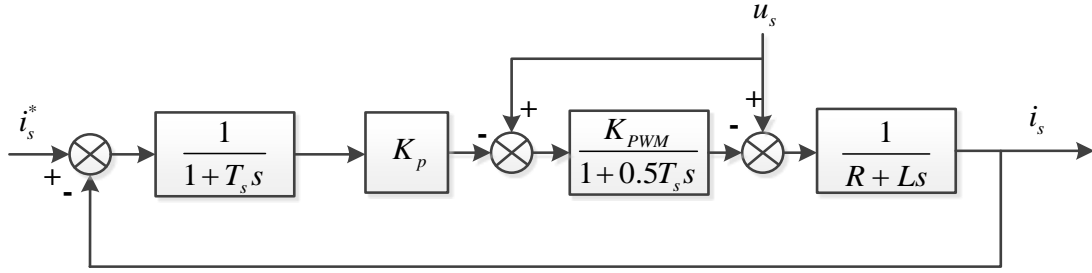 u_s
i_s^*
+
-
1
1+T_s s
K_p
-
+
K_PWM
1+0.5T_s s
-
+
1
R+Ls
i_s